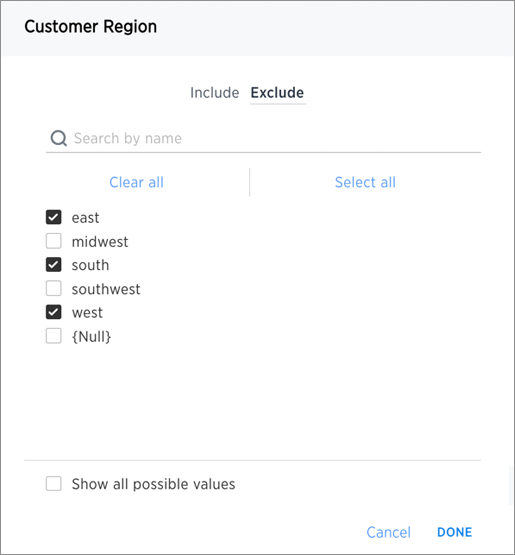 Customer Region
Include Exclude
Search by name
Clear all Select all
east
midwest
south
southwest
west
{Null}
Show all possible values
Cancel DONE